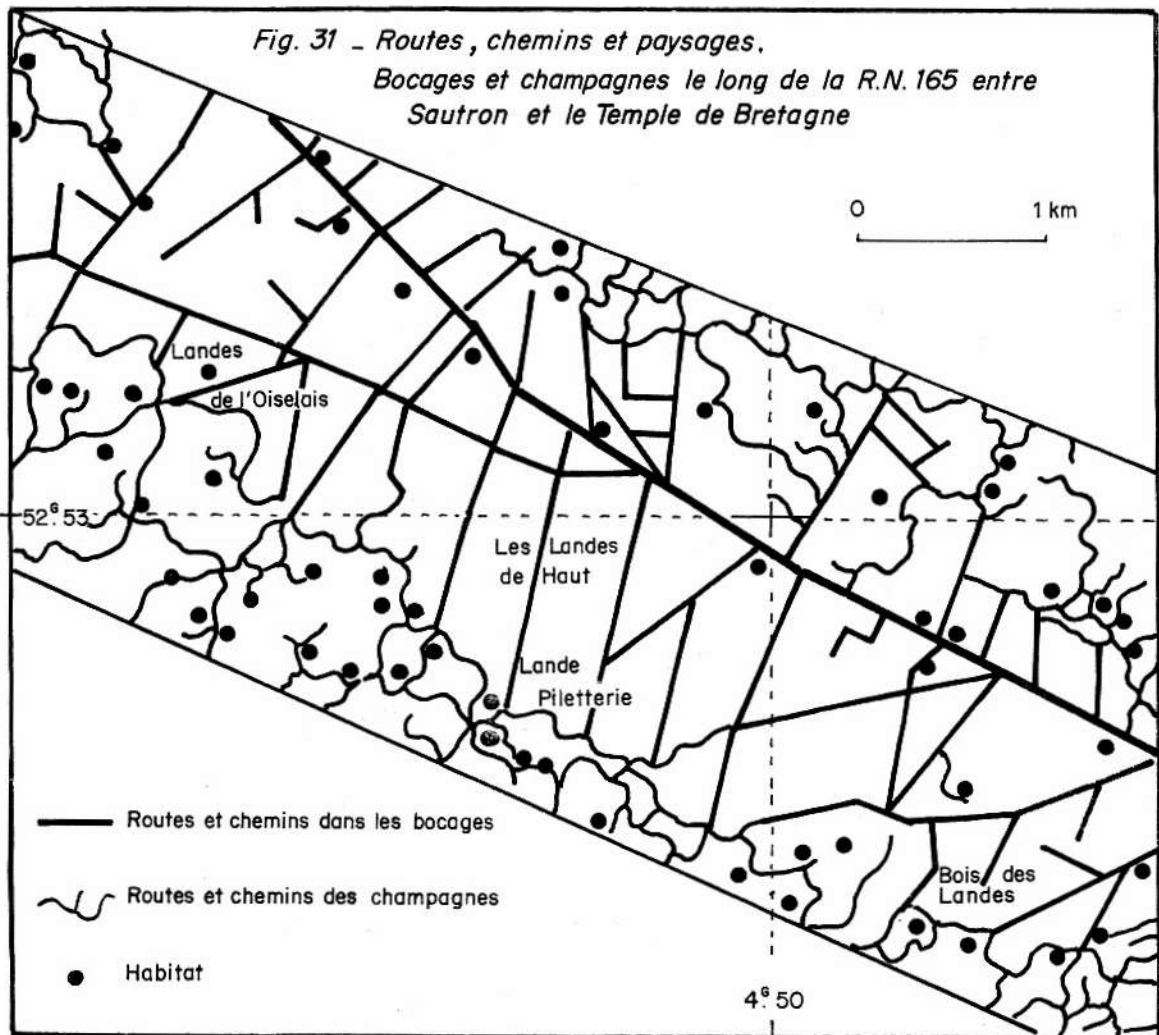 Fig. 31 _ Routes, chemins et paysages.
Bocages et champagnes le long de la R.N. 165 entre
Sautron et le Temple de Bretagne
0 1 km
Landes
de l'Oiselais
52ᴳ.53
Les Landes
de Haut
Lande
Piletterie
Routes et chemins dans les bocages
Bois des
Landes
Routes et chemins des champagnes
Habitat
4ᴳ.50